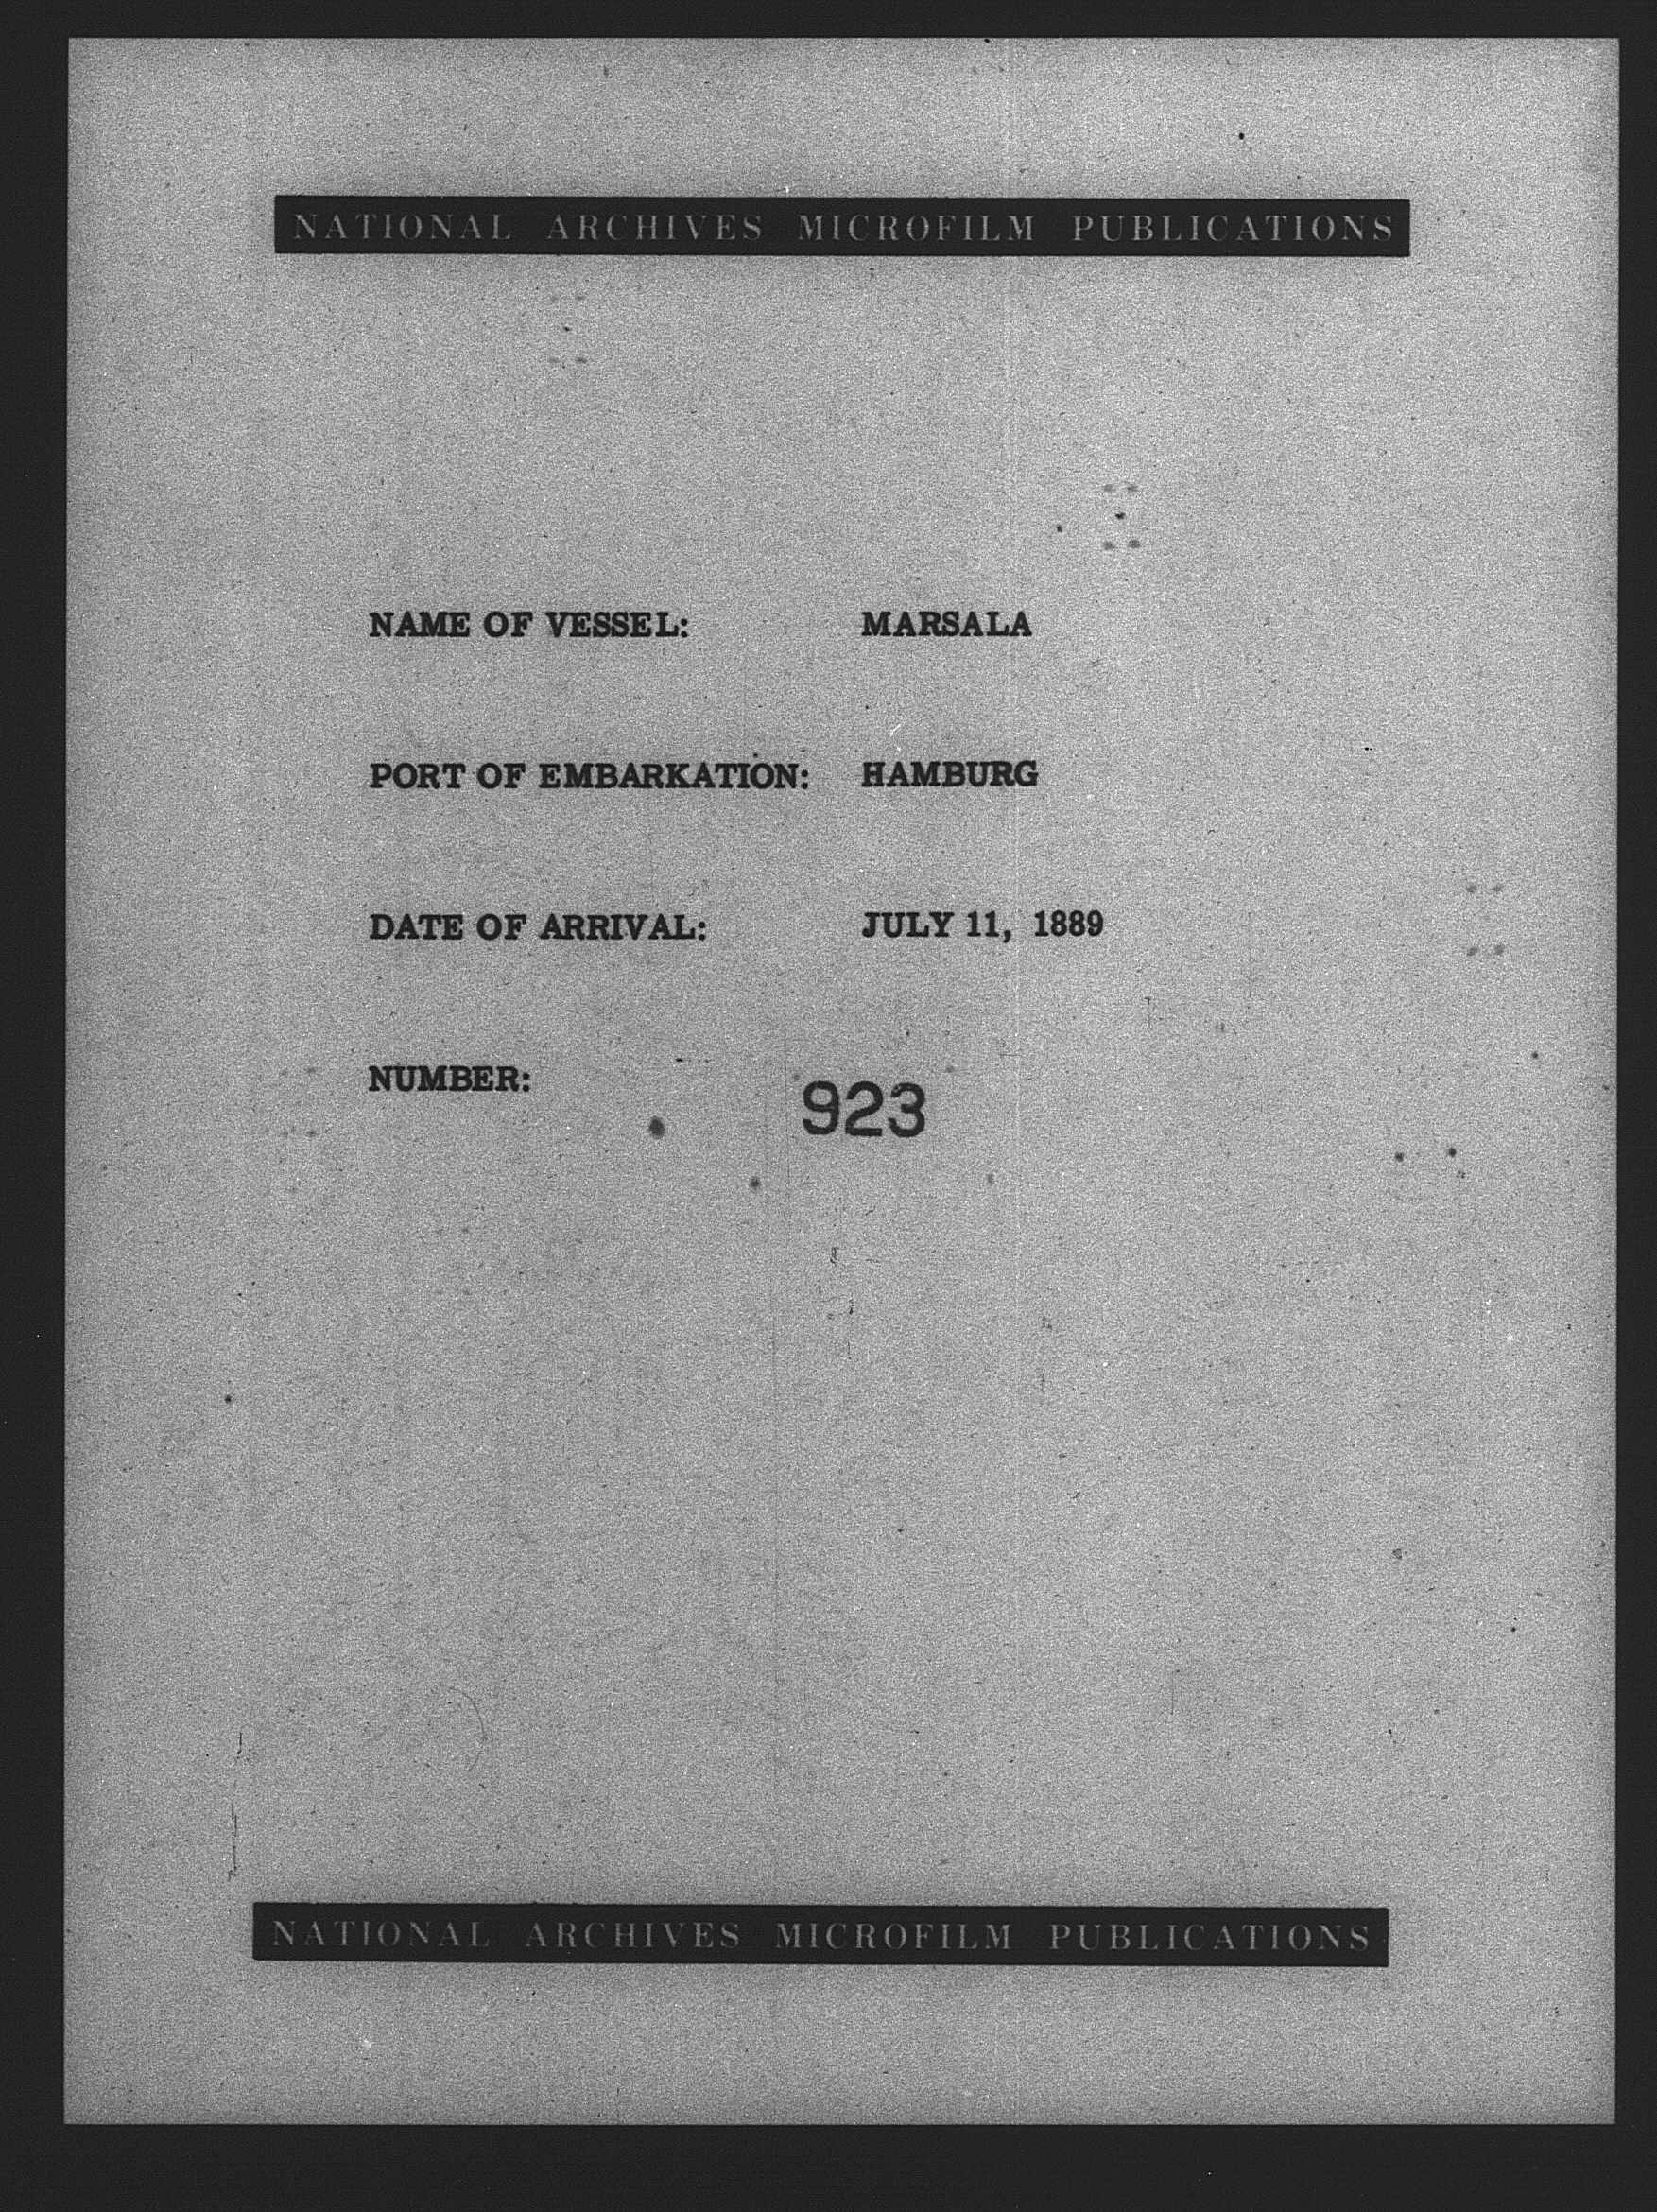 NATIONAL ARCHIVES MICROFILM PUBLICATIONS
NAME OF VESSEL: MARSALA
PORT OF EMBARKATION: HAMBURG
DATE OF ARRIVAL: JULY 11, 1889
NUMBER: 923
NATIONAL ARCHIVES MICROFILM PUBLICATIONS